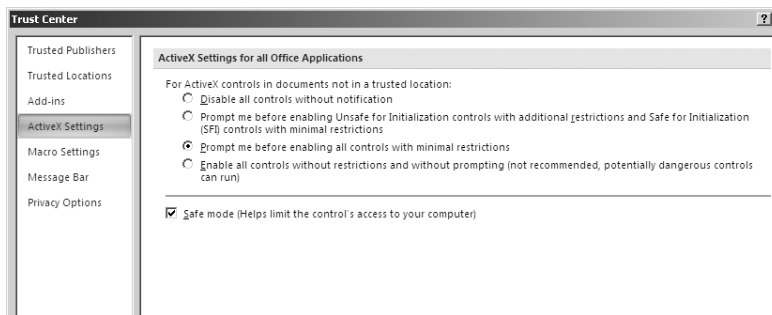 Trust Center
?
Trusted Publishers
Trusted Locations
Add-ins
ActiveX Settings
Macro Settings
Message Bar
Privacy Options
ActiveX Settings for all Office Applications
For ActiveX controls in documents not in a trusted location:
Disable all controls without notification
Prompt me before enabling Unsafe for Initialization controls with additional restrictions and Safe for Initialization
(SFI) controls with minimal restrictions
Prompt me before enabling all controls with minimal restrictions
Enable all controls without restrictions and without prompting (not recommended, potentially dangerous controls
can run)
Safe mode (Helps limit the control's access to your computer)